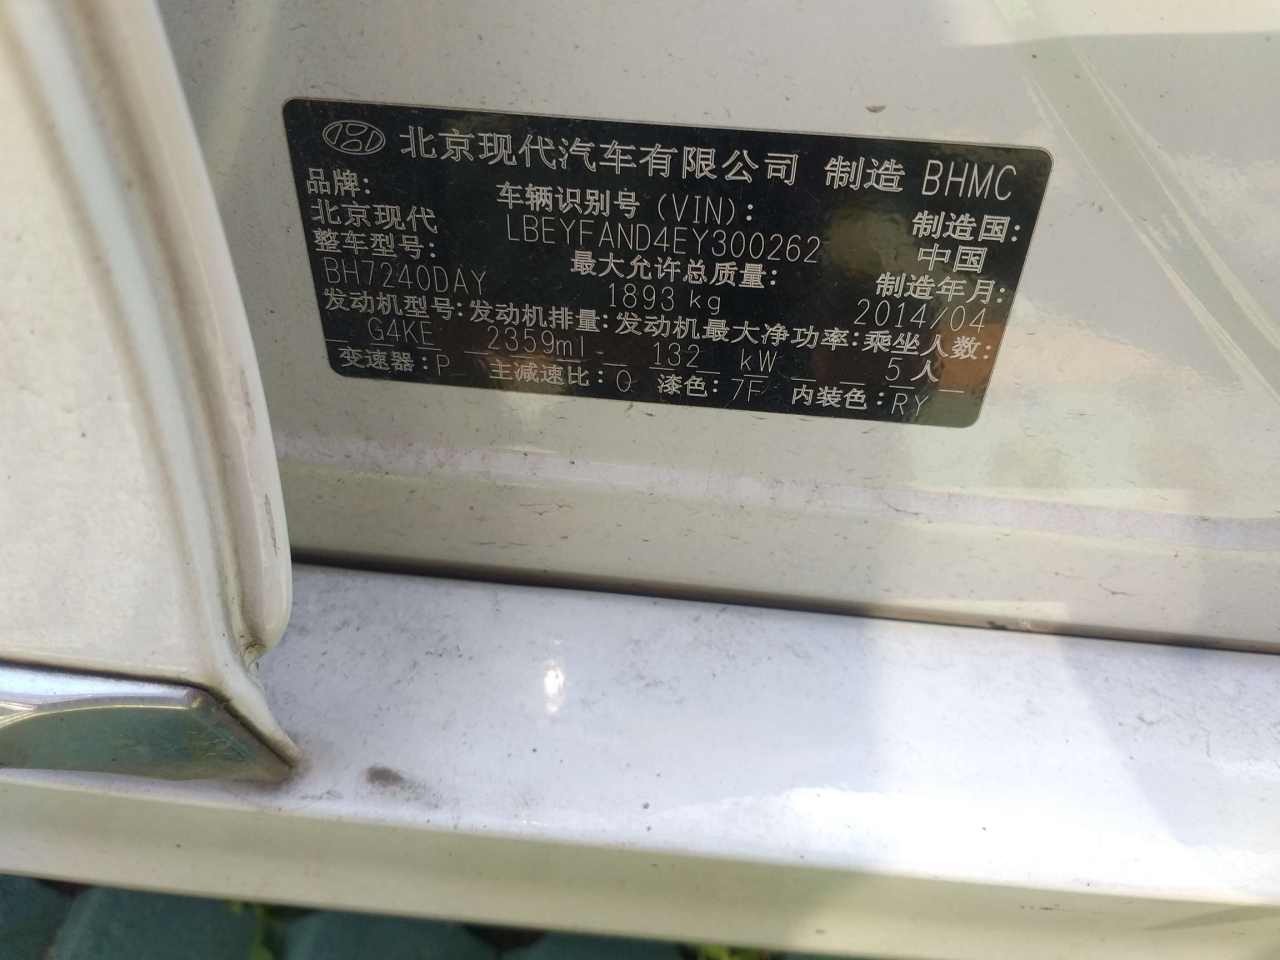 北京现代汽车有限公司 制造 BHMC
品牌: 车辆识别号 (VIN): 制造国:
北京现代 LBEYFAND4EY300262 中国
整车型号: 最大允许总质量: 制造年月:
BH7240DAY 1893 kg 2014/04
发动机型号: 发动机排量: 发动机最大净功率: 乘坐人数:
G4KE 2359ml 132 kW 5 人
变速器: P 主减速比: Q 漆色: 7F 内装色: RY